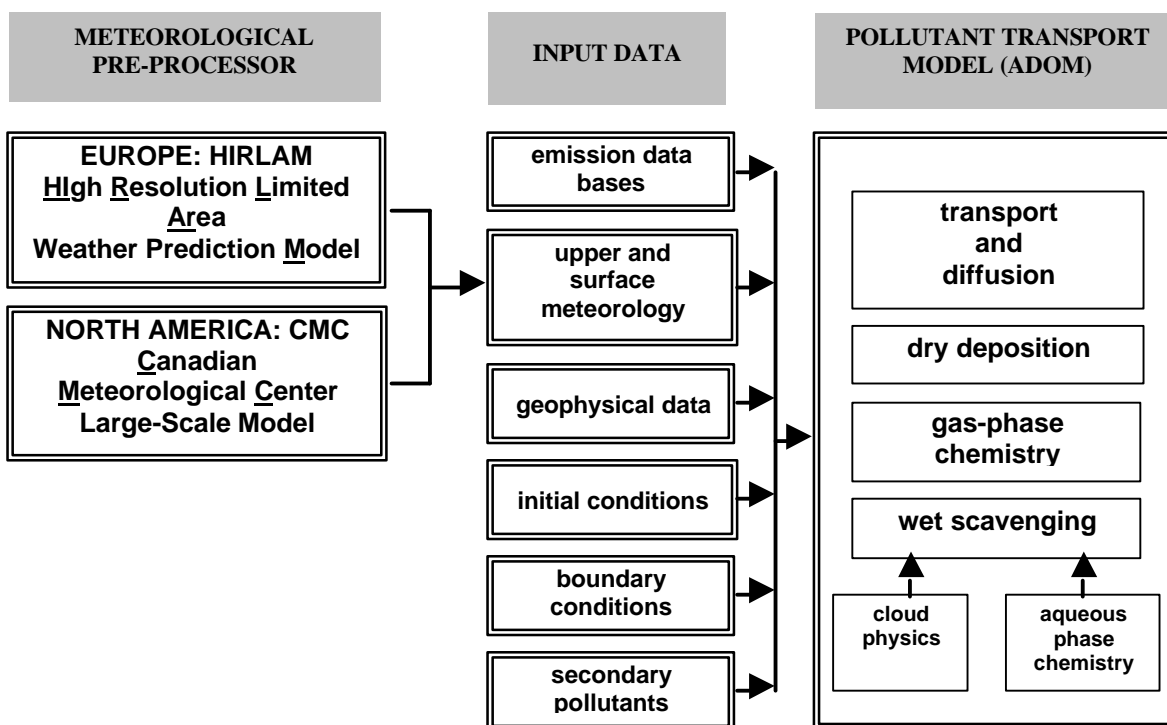 METEOROLOGICAL
PRE-PROCESSOR
INPUT DATA
POLLUTANT TRANSPORT
MODEL (ADOM)
EUROPE: HIRLAM
HIgh Resolution Limited
Area
Weather Prediction Model
NORTH AMERICA: CMC
Canadian
Meteorological Center
Large-Scale Model
emission data
bases
upper and
surface
meteorology
geophysical data
initial conditions
boundary
conditions
secondary
pollutants
transport
and
diffusion
dry deposition
gas-phase
chemistry
wet scavenging
cloud
physics
aqueous
phase
chemistry